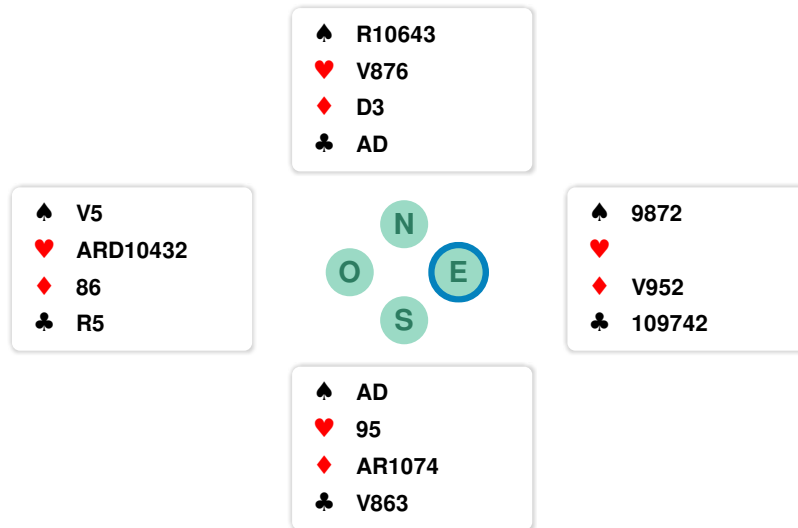 ♠ R10643
♥ V876
♦ D3
♣ AD
♠ V5
♥ ARD10432
♦ 86
♣ R5
N
O E
S
♠ 9872
♥
♦ V952
♣ 109742
♠ AD
♥ 95
♦ AR1074
♣ V863